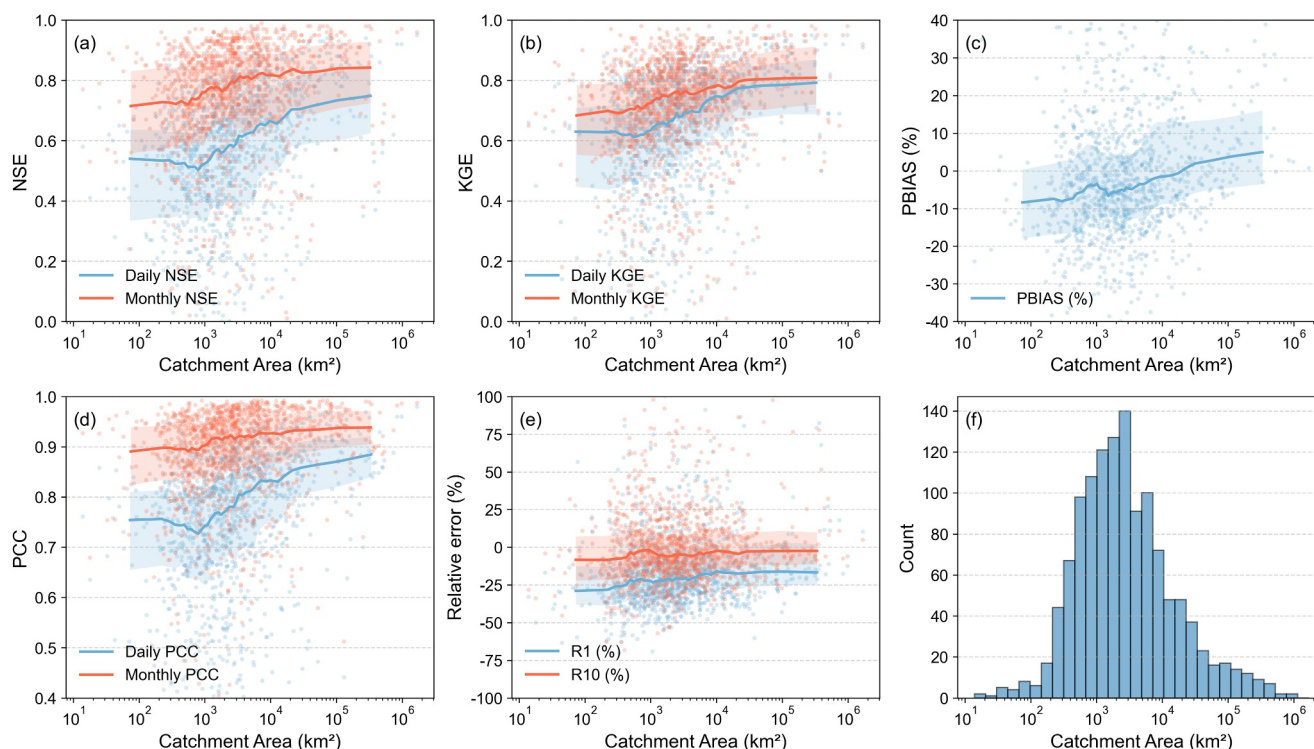 (a)
1.0
0.8
0.6
0.4
0.2
0.0
NSE
Daily NSE
Monthly NSE
10¹ 10² 10³ 10⁴ 10⁵ 10⁶
Catchment Area (km²)
(b)
1.0
0.8
0.6
0.4
0.2
0.0
KGE
Daily KGE
Monthly KGE
10¹ 10² 10³ 10⁴ 10⁵ 10⁶
Catchment Area (km²)
(c)
40
30
20
10
0
-10
-20
-30
-40
PBIAS (%)
PBIAS (%)
10¹ 10² 10³ 10⁴ 10⁵ 10⁶
Catchment Area (km²)
(d)
1.0
0.9
0.8
0.7
0.6
0.5
0.4
PCC
Daily PCC
Monthly PCC
10¹ 10² 10³ 10⁴ 10⁵ 10⁶
Catchment Area (km²)
(e)
100
75
50
25
0
-25
-50
-75
-100
Relative error (%)
R1 (%)
R10 (%)
10¹ 10² 10³ 10⁴ 10⁵ 10⁶
Catchment Area (km²)
(f)
140
120
100
80
60
40
20
0
Count
10¹ 10² 10³ 10⁴ 10⁵ 10⁶
Catchment Area (km²)